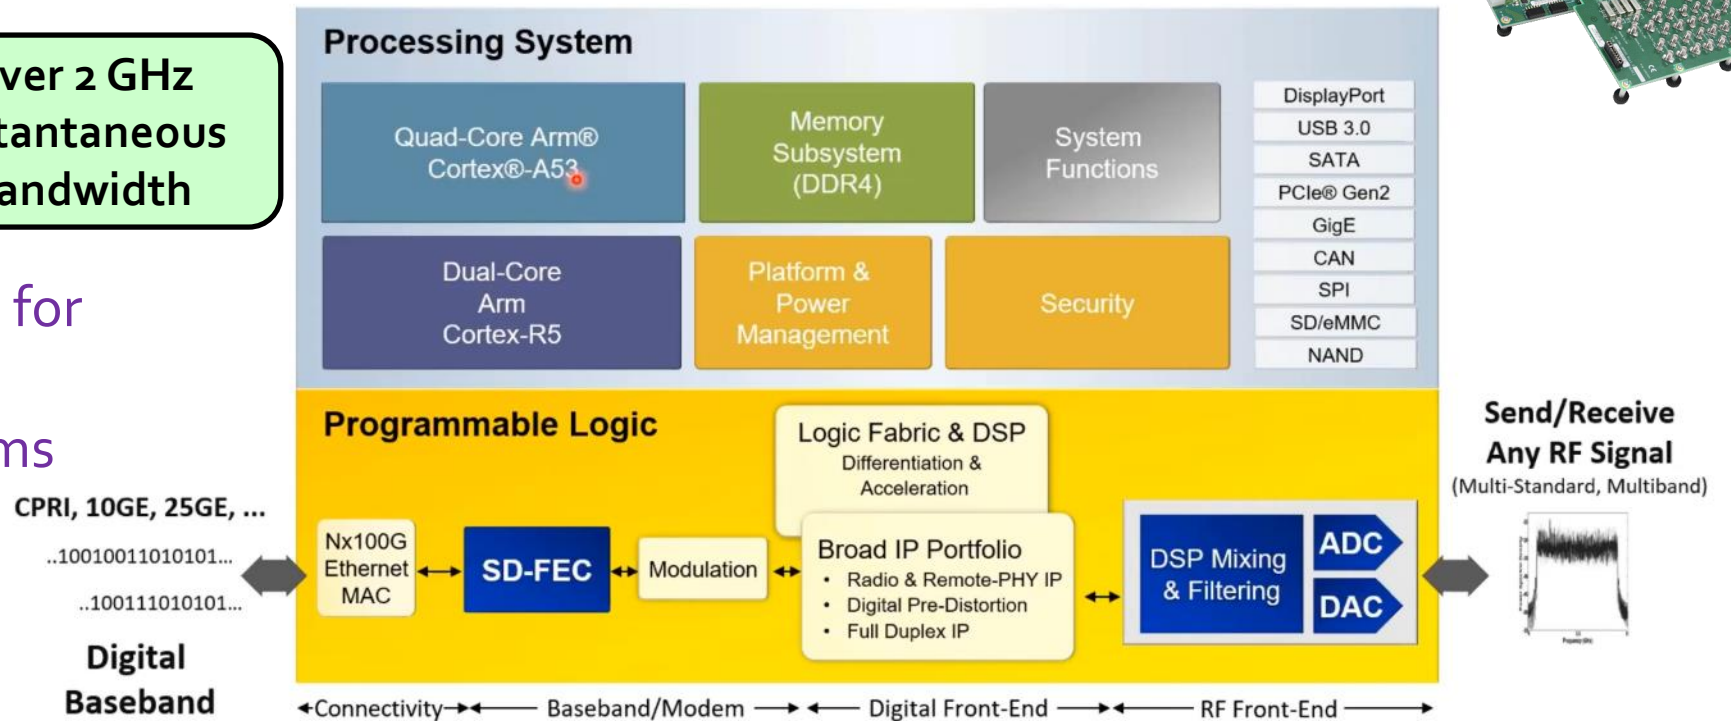 ver 2 GHz
tantaneous
andwidth
for
ms
Processing System
Quad-Core Arm®
Cortex®-A53
Memory
Subsystem
(DDR4)
System
Functions
Dual-Core
Arm
Cortex-R5
Platform &
Power
Management
Security
DisplayPort
USB 3.0
SATA
PCIe® Gen2
GigE
CAN
SPI
SD/eMMC
NAND
Programmable Logic
Logic Fabric & DSP
Differentiation &
Acceleration
CPRI, 10GE, 25GE, ...
..10010011010101...
..100111010101...
Digital
Baseband
Nx100G
Ethernet
MAC
SD-FEC
Modulation
Broad IP Portfolio
• Radio & Remote-PHY IP
• Digital Pre-Distortion
• Full Duplex IP
DSP Mixing
& Filtering
ADC
DAC
Send/Receive
Any RF Signal
(Multi-Standard, Multiband)
Connectivity
Baseband/Modem
Digital Front-End
RF Front-End